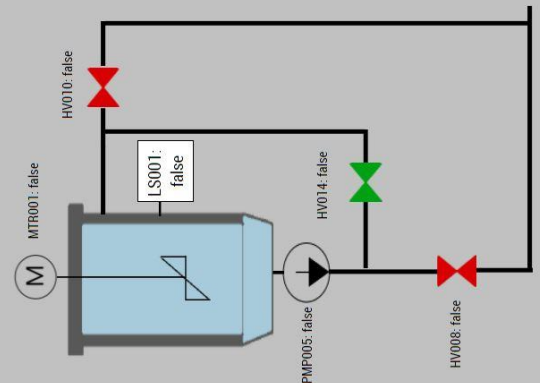 HV010: false
MTR001: false
LS001:
false
HV014: false
M
PMP005: false
HV008: false